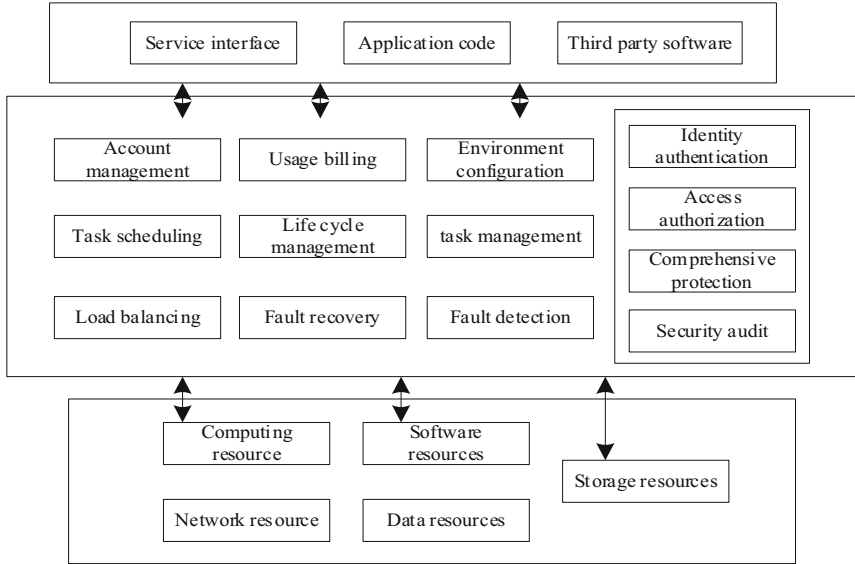 Service interface
Application code
Third party software
Account
management
Usage billing
Environment
configuration
Identity
authentication
Access
authorization
Task scheduling
Life cycle
management
task management
Comprehensive
protection
Load balancing
Fault recovery
Fault detection
Security audit
Computing
resource
Software
resources
Storage resources
Network resource
Data resources